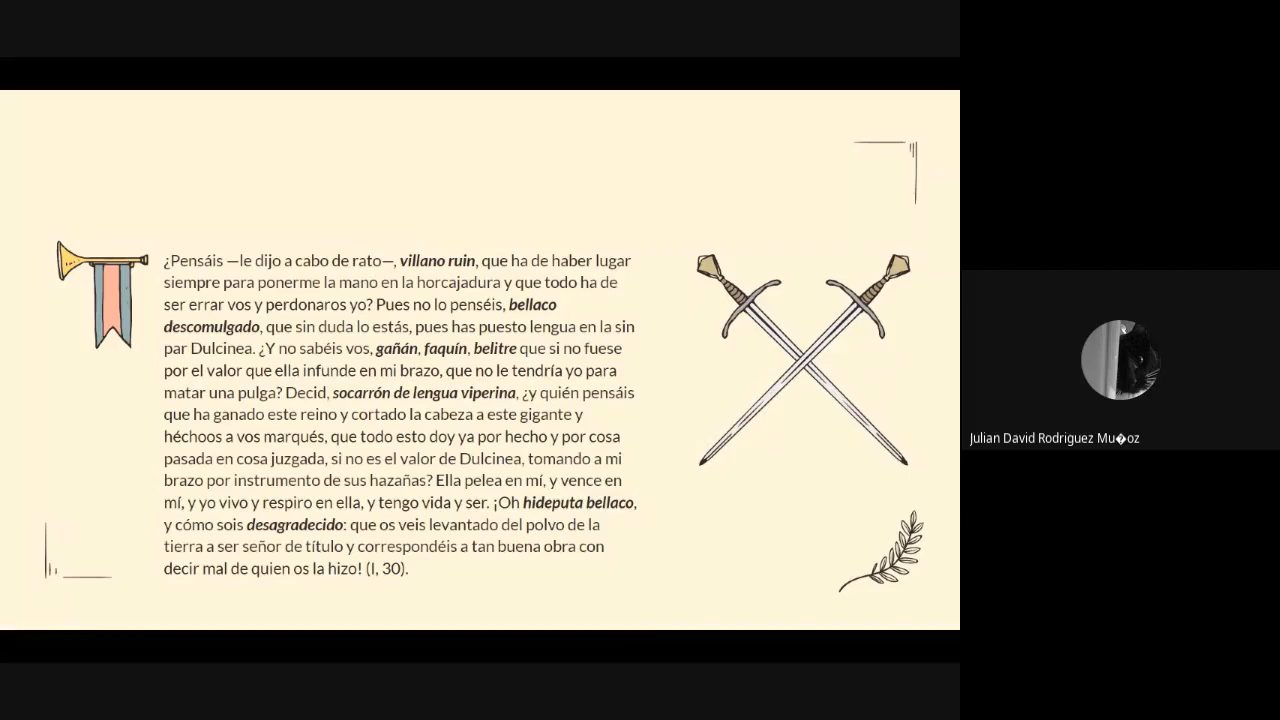 ¿Pensáis —le dijo a cabo de rato—, villano ruin, que ha de haber lugar
siempre para ponerme la mano en la horcajadura y que todo ha de
ser errar vos y perdonaros yo? Pues no lo penséis, bellaco
descomulgado, que sin duda lo estás, pues has puesto lengua en la sin
par Dulcinea. ¿Y no sabéis vos, gañán, faquín, belitre que si no fuese
por el valor que ella infunde en mi brazo, que no le tendría yo para
matar una pulga? Decid, socarrón de lengua viperina, ¿y quién pensáis
que ha ganado este reino y cortado la cabeza a este gigante y
héchoos a vos marqués, que todo esto doy ya por hecho y por cosa
pasada en cosa juzgada, si no es el valor de Dulcinea, tomando a mi
brazo por instrumento de sus hazañas? Ella pelea en mí, y vence en
mí, y yo vivo y respiro en ella, y tengo vida y ser. ¡Oh hideputa bellaco,
y cómo sois desagradecido: que os veis levantado del polvo de la
tierra a ser señor de título y correspondéis a tan buena obra con
decir mal de quien os la hizo! (I, 30).
Julian David Rodriguez Mu�oz